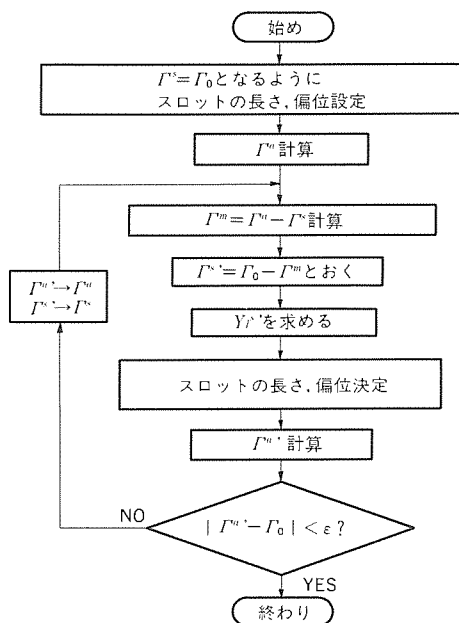 始め
Γˢ=Γ₀となるように
スロットの長さ,偏位設定
Γᵃ計算
Γᵐ=Γᵃ−Γˢ計算
Γˢ'=Γ₀−Γᵐとおく
Γᵃ'→Γᵃ
Γˢ'→Γˢ
Yᵢˢ'を求める
スロットの長さ,偏位決定
Γᵃ'計算
NO
| Γᵃ'−Γ₀ | < ε ?
YES
終わり